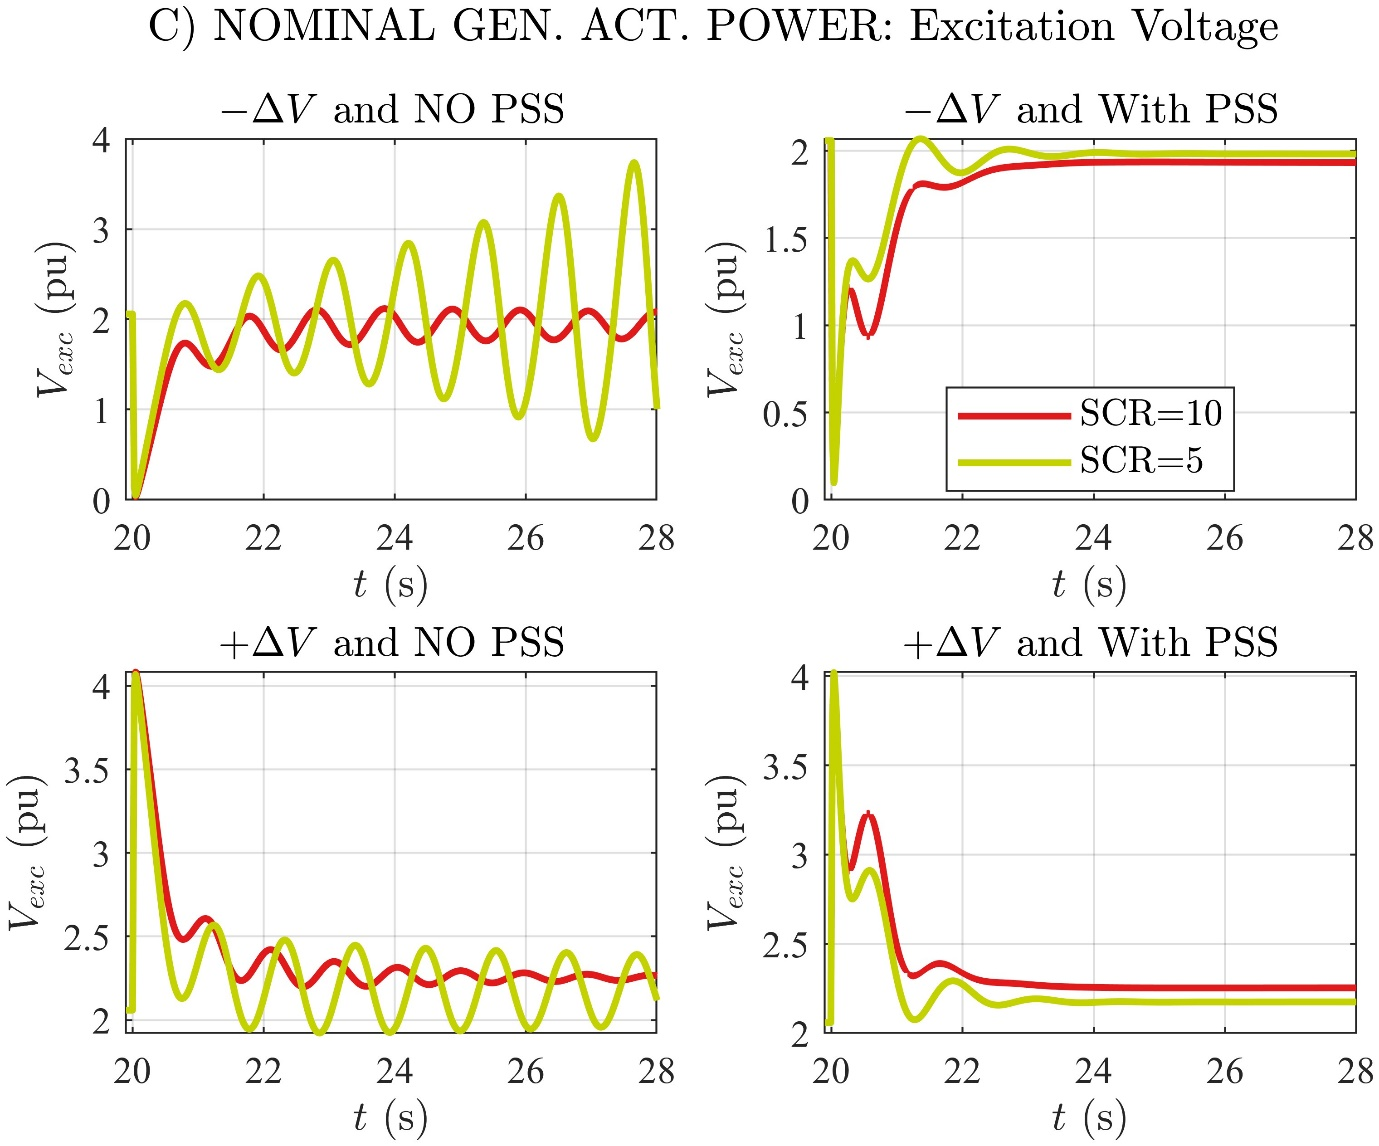 C) NOMINAL GEN. ACT. POWER: Excitation Voltage
−ΔV and NO PSS
4
3
2
1
0
V_exc (pu)
20 22 24 26 28
t (s)
−ΔV and With PSS
2
1.5
1
0.5
0
V_exc (pu)
SCR=10
SCR=5
20 22 24 26 28
t (s)
+ΔV and NO PSS
4
3.5
3
2.5
2
V_exc (pu)
20 22 24 26 28
t (s)
+ΔV and With PSS
4
3.5
3
2.5
2
V_exc (pu)
20 22 24 26 28
t (s)